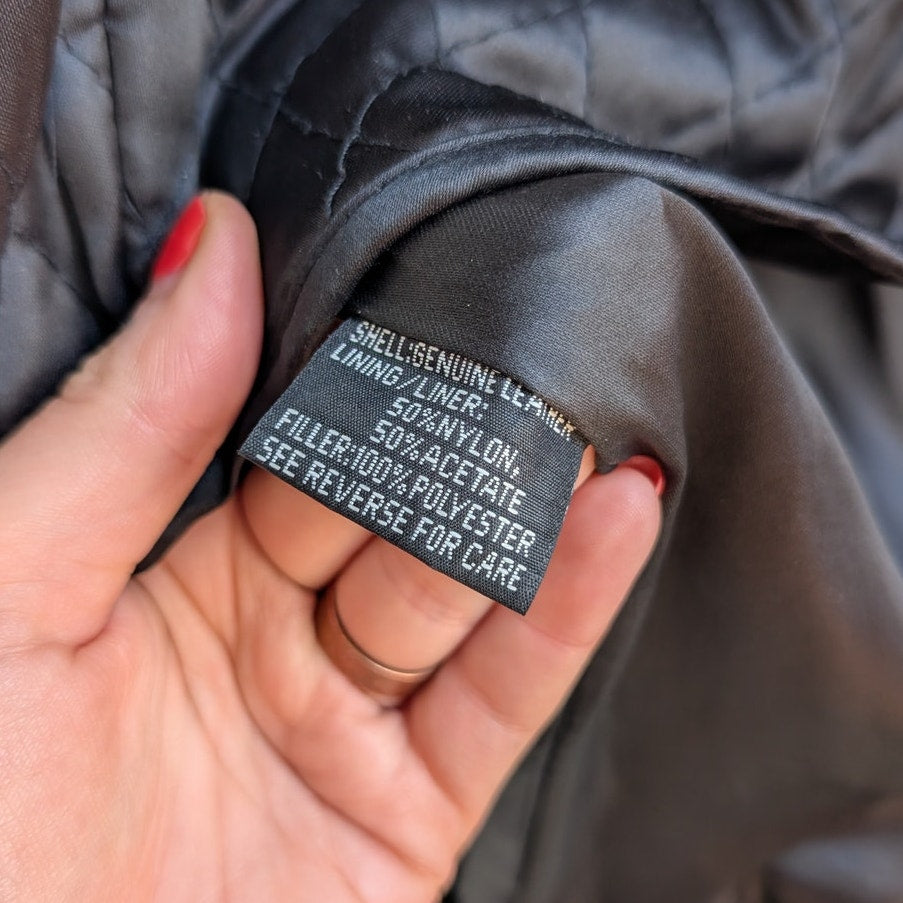 SHELL:GENUINE LEATHER
LINING/LINER:
50%NYLON,
50%ACETATE
FILLER:100%POLYESTER
SEE REVERSE FOR CARE